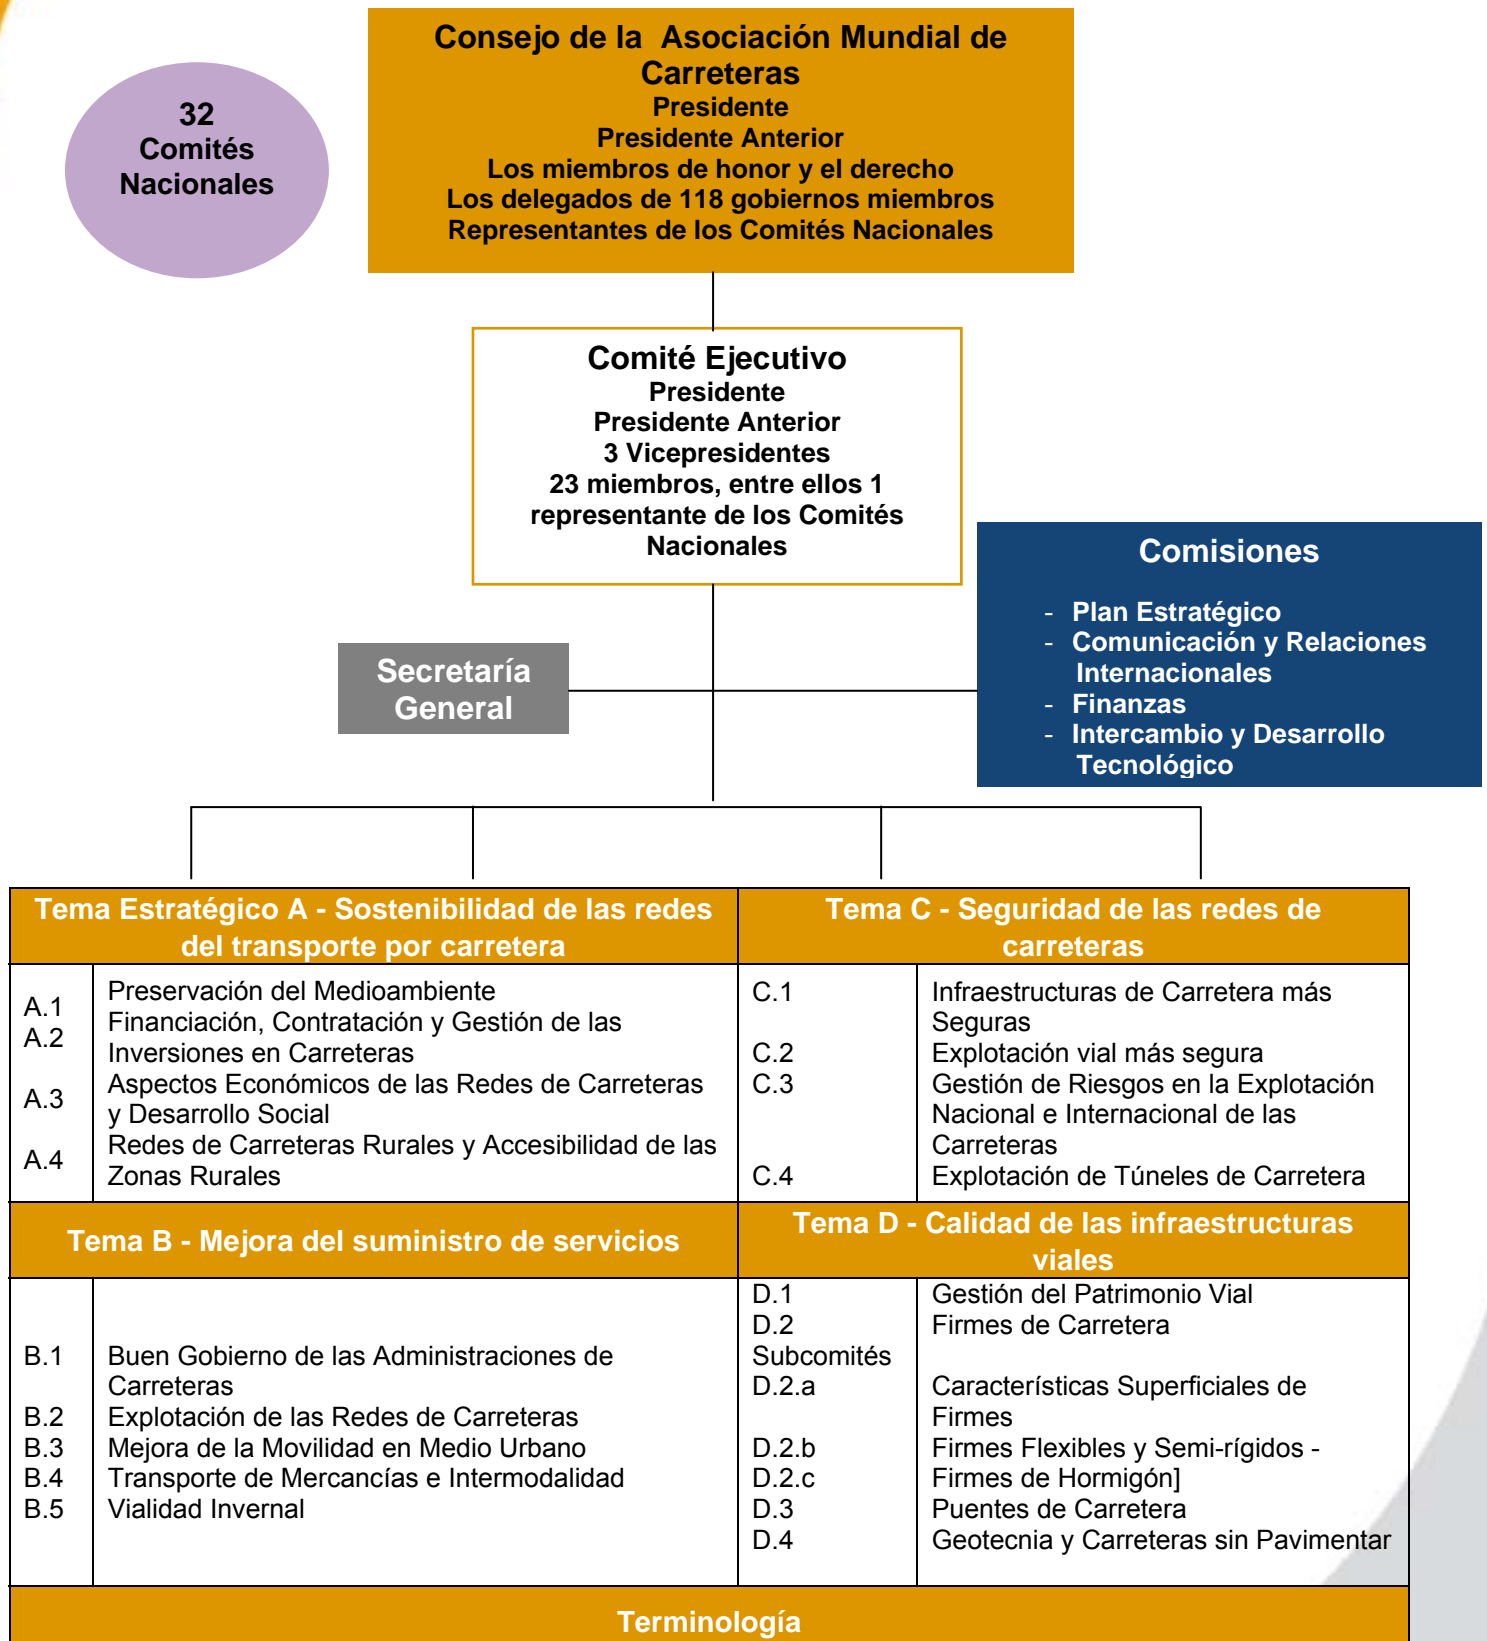 32
Comités
Nacionales
Consejo de la Asociación Mundial de
Carreteras
Presidente
Presidente Anterior
Los miembros de honor y el derecho
Los delegados de 118 gobiernos miembros
Representantes de los Comités Nacionales
Comité Ejecutivo
Presidente
Presidente Anterior
3 Vicepresidentes
23 miembros, entre ellos 1
representante de los Comités
Nacionales
Comisiones
- Plan Estratégico
- Comunicación y Relaciones
Internacionales
- Finanzas
- Intercambio y Desarrollo
Tecnológico
Secretaría
General
Tema Estratégico A - Sostenibilidad de las redes
del transporte por carretera
A.1 Preservación del Medioambiente
A.2 Financiación, Contratación y Gestión de las
Inversiones en Carreteras
A.3 Aspectos Económicos de las Redes de Carreteras
y Desarrollo Social
A.4 Redes de Carreteras Rurales y Accesibilidad de las
Zonas Rurales
Tema C - Seguridad de las redes de
carreteras
C.1 Infraestructuras de Carretera más
Seguras
C.2 Explotación vial más segura
C.3 Gestión de Riesgos en la Explotación
Nacional e Internacional de las
Carreteras
C.4 Explotación de Túneles de Carretera
Tema B - Mejora del suministro de servicios
B.1 Buen Gobierno de las Administraciones de
Carreteras
B.2 Explotación de las Redes de Carreteras
B.3 Mejora de la Movilidad en Medio Urbano
B.4 Transporte de Mercancías e Intermodalidad
B.5 Vialidad Invernal
Tema D - Calidad de las infraestructuras
viales
D.1 Gestión del Patrimonio Vial
D.2 Firmes de Carretera
Subcomités
D.2.a Características Superficiales de
Firmes
D.2.b Firmes Flexibles y Semi-rígidos -
D.2.c Firmes de Hormigón]
D.3 Puentes de Carretera
D.4 Geotecnia y Carreteras sin Pavimentar
Terminología